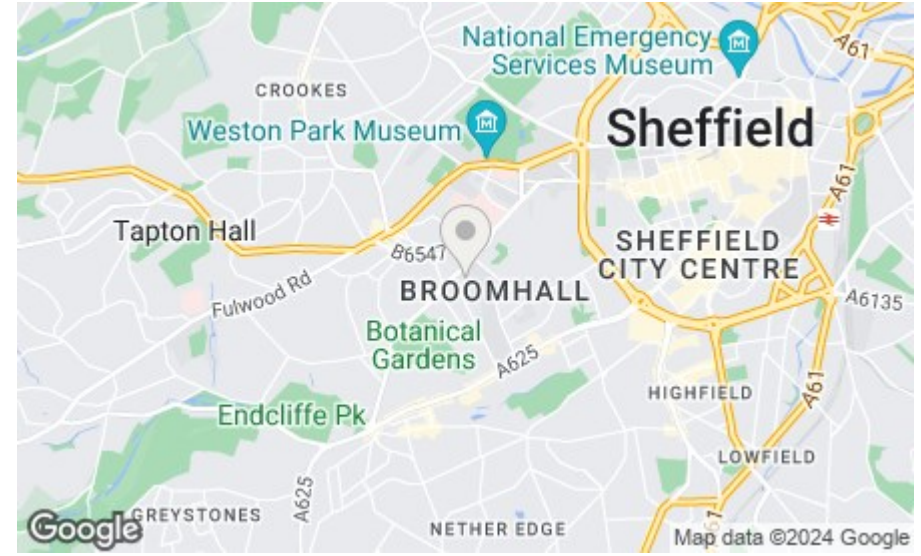 National Emergency
Services Museum
A61
CROOKES
Weston Park Museum
Sheffield
A61
Tapton Hall
B6547
SHEFFIELD
CITY CENTRE
Fulwood Rd
BROOMHALL
A6135
Botanical
Gardens
A625
HIGHFIELD
A61
Endcliffe Pk
LOWFIELD
A625
GREYSTONES
NETHER EDGE
A61
Google
Map data ©2024 Google